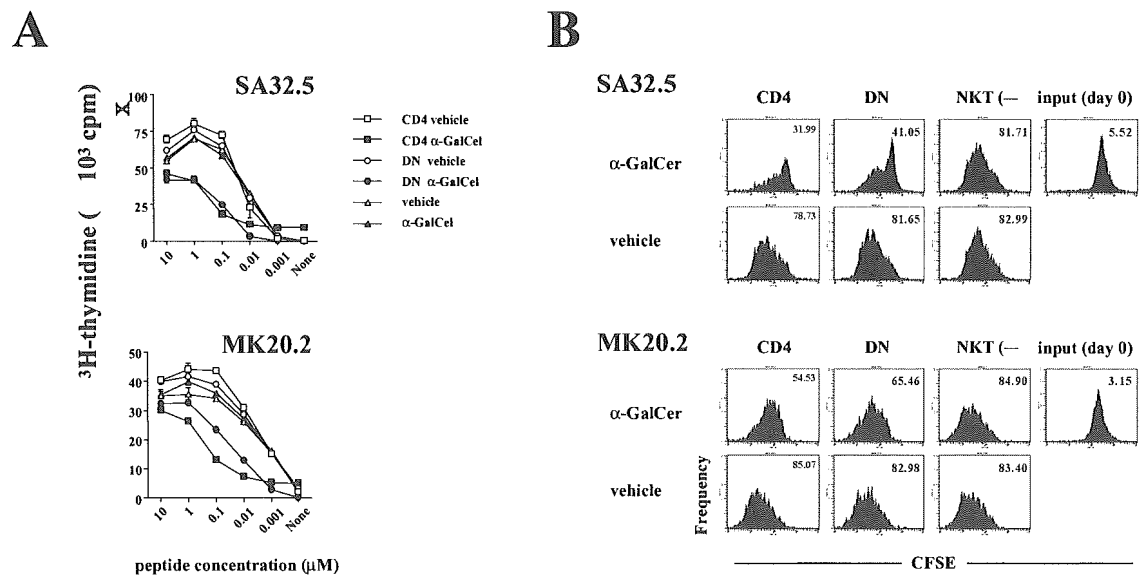 A
SA32.5
³H-thymidine ( 10³ cpm)
100
75
50
25
0
10 1 0.1 0.01 0.001 None
CD4 vehicle
CD4 α-GalCel
DN vehicle
DN α-GalCel
vehicle
α-GalCel
MK20.2
50
40
30
20
10
0
10 1 0.1 0.01 0.001 None
peptide concentration (μM)
B
SA32.5
CD4 DN NKT (— input (day 0)
α-GalCer
31.99 41.05 81.71 5.52
vehicle
78.73 81.65 82.99
MK20.2
CD4 DN NKT (— input (day 0)
α-GalCer
54.53 65.46 84.90 3.15
vehicle
85.07 82.98 83.40
Frequency
CFSE